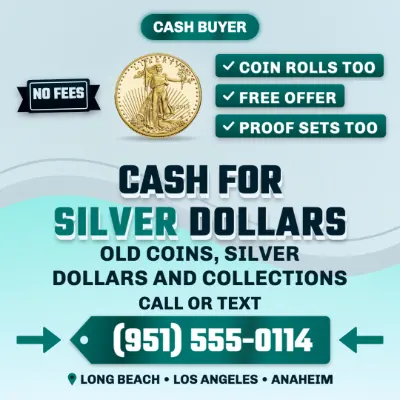 CASH BUYER
NO FEES
✓ COIN ROLLS TOO
✓ FREE OFFER
✓ PROOF SETS TOO
CASH FOR
SILVER DOLLARS
OLD COINS, SILVER
DOLLARS AND COLLECTIONS
CALL OR TEXT
(951) 555-0114
LONG BEACH • LOS ANGELES • ANAHEIM